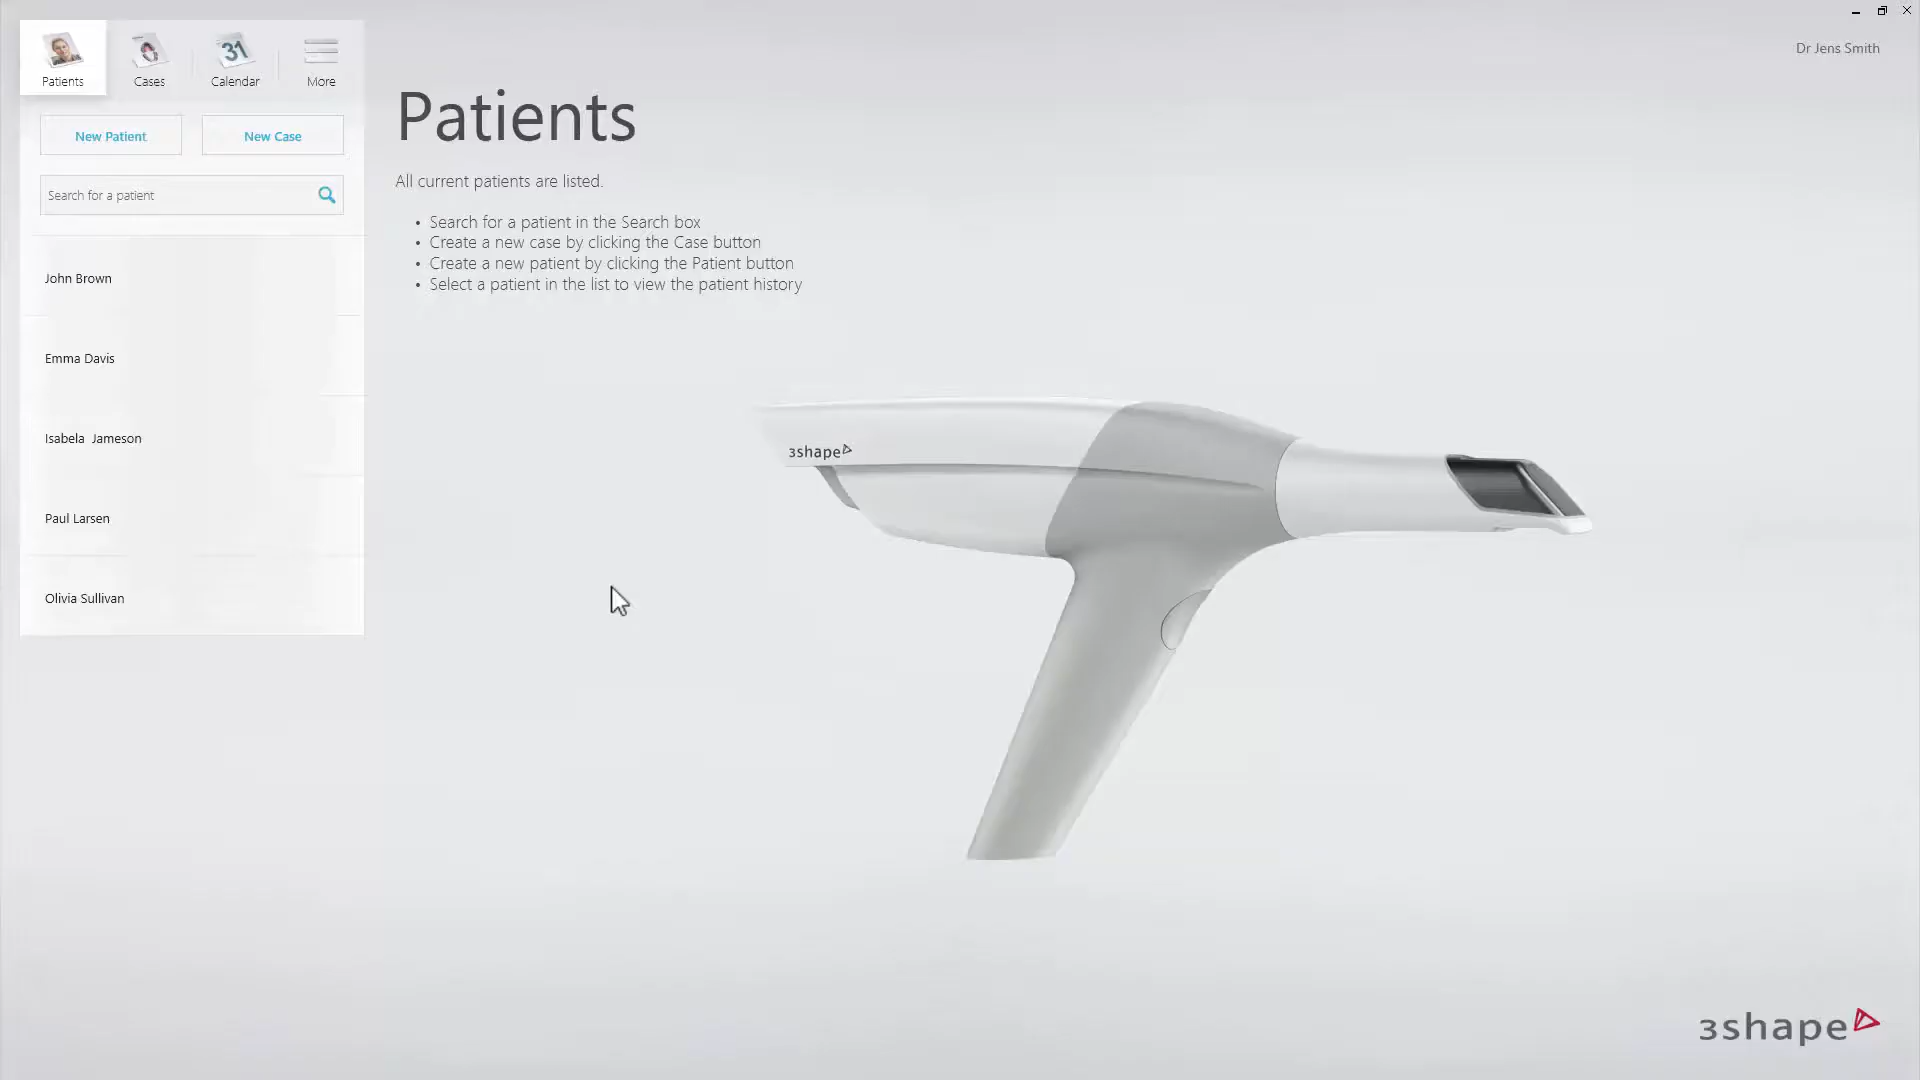 Dr Jens Smith
Patients
Cases
31
Calendar
More
New Patient
New Case
Search for a patient
John Brown
Emma Davis
Isabela Jameson
Paul Larsen
Olivia Sullivan
Patients
All current patients are listed.
• Search for a patient in the Search box
• Create a new case by clicking the Case button
• Create a new patient by clicking the Patient button
• Select a patient in the list to view the patient history
3shape
3shape